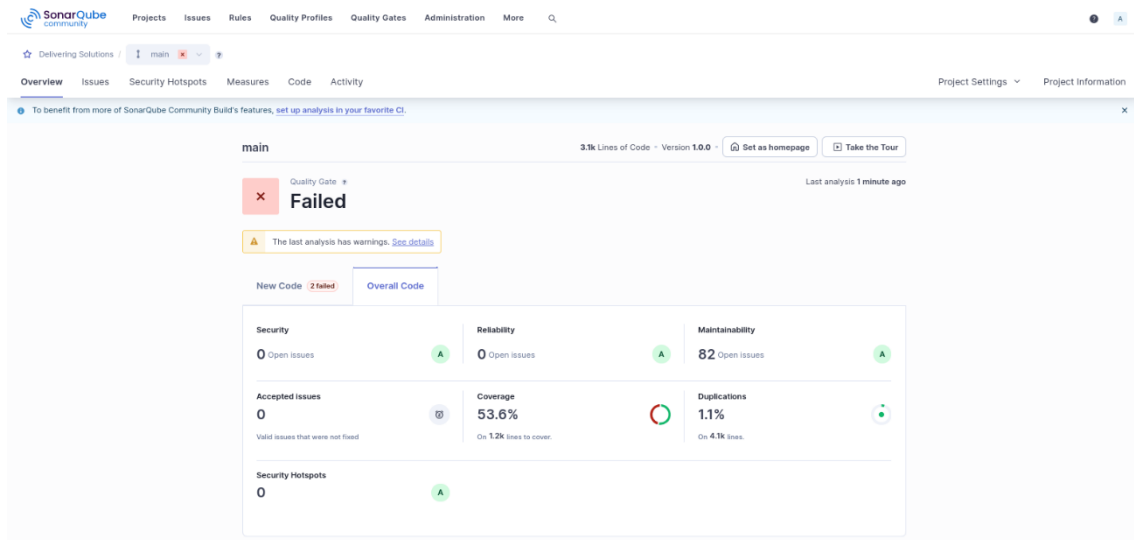 SonarQube community Projects Issues Rules Quality Profiles Quality Gates Administration More A
Delivering Solutions / main
Overview Issues Security Hotspots Measures Code Activity Project Settings Project Information
To benefit from more of SonarQube Community Build's features, set up analysis in your favorite CI.
main 3.1k Lines of Code • Version 1.0.0 • Set as homepage Take the Tour
Quality Gate Last analysis 1 minute ago
Failed
The last analysis has warnings. See details
New Code 2 failed Overall Code
Security Reliability Maintainability
0 Open issues A 0 Open issues A 82 Open issues A
Accepted issues Coverage Duplications
0 53.6% 1.1%
Valid issues that were not fixed On 1.2k lines to cover. On 4.1k lines.
Security Hotspots
0 A